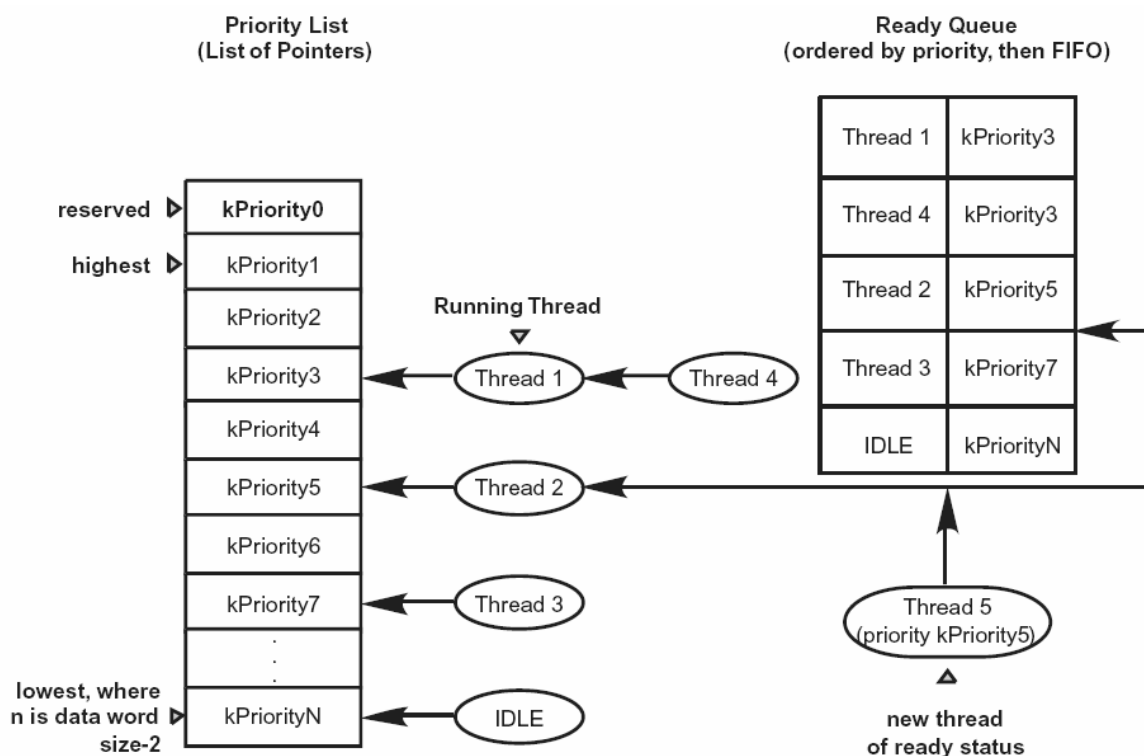 Priority List
(List of Pointers)
Ready Queue
(ordered by priority, then FIFO)
Thread 1 kPriority3
Thread 4 kPriority3
Thread 2 kPriority5
Thread 3 kPriority7
IDLE kPriorityN
reserved kPriority0
highest kPriority1
kPriority2
Running Thread
kPriority3 Thread 1 Thread 4
kPriority4
kPriority5 Thread 2
kPriority6
kPriority7 Thread 3
.
.
.
lowest, where
n is data word
size-2
kPriorityN IDLE
Thread 5
(priority kPriority5)
new thread
of ready status